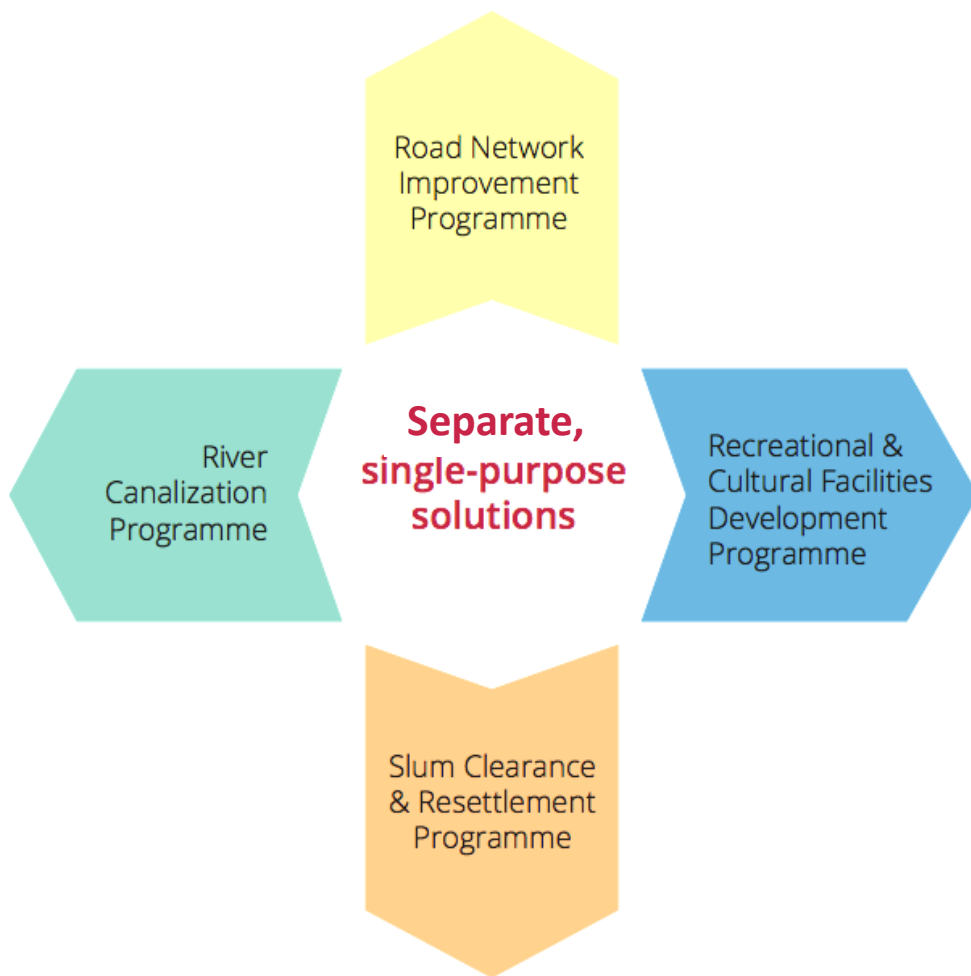 Road Network
Improvement
Programme
River
Canalization
Programme
Separate,
single-purpose
solutions
Recreational &
Cultural Facilities
Development
Programme
Slum Clearance
& Resettlement
Programme